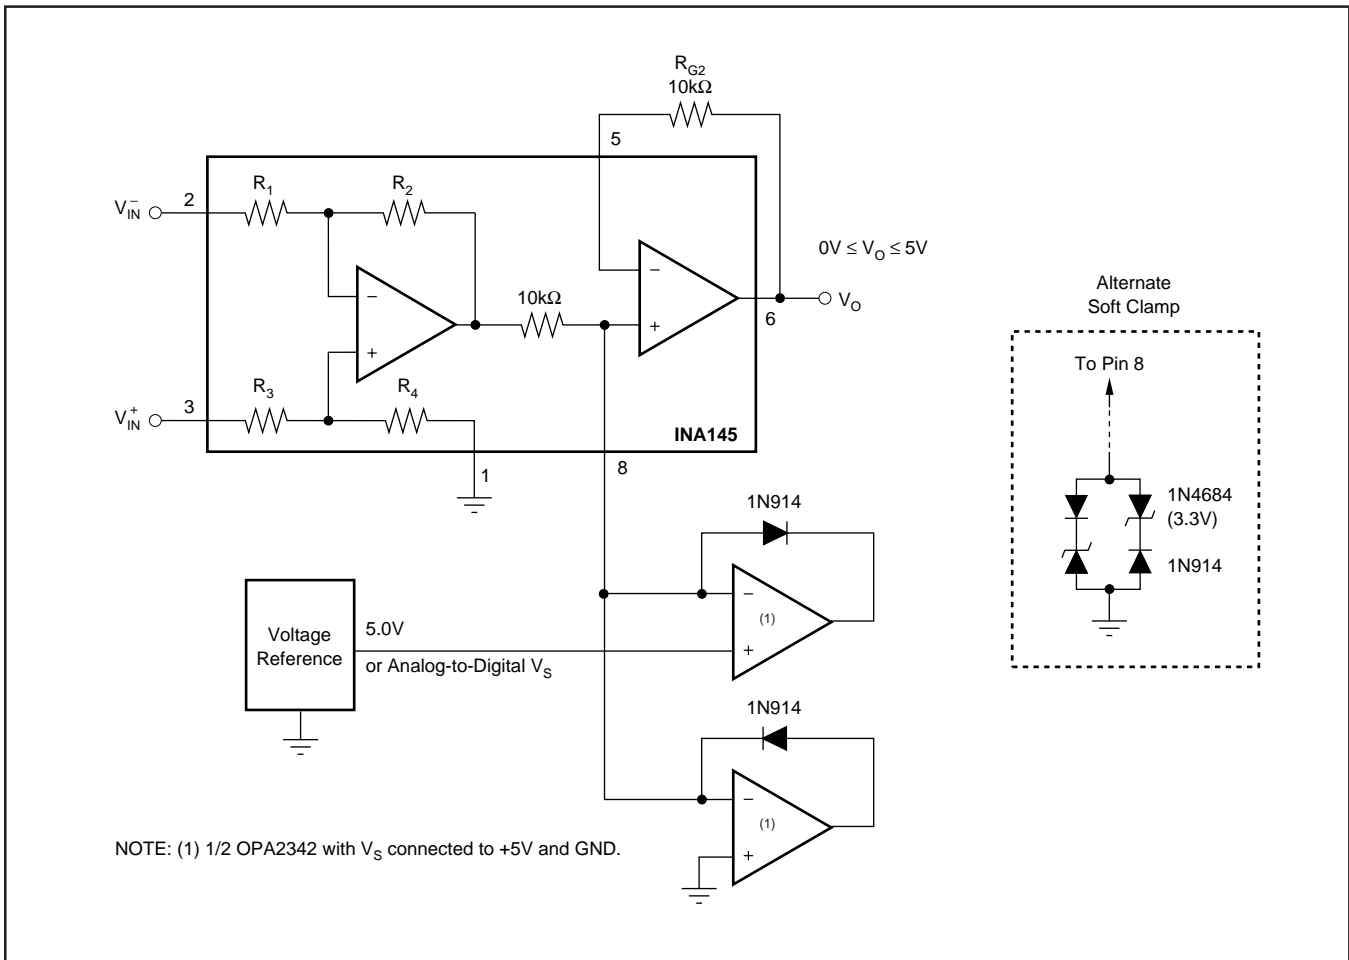 R_G2
10kΩ
5
R_1
R_2
V_IN^−
2
−
+
10kΩ
−
+
0V ≤ V_O ≤ 5V
V_O
6
R_3
R_4
V_IN^+
3
INA145
1
8
Alternate
Soft Clamp
To Pin 8
1N4684
(3.3V)
1N914
1N914
−
(1)
+
Voltage
Reference
5.0V
or Analog-to-Digital V_S
1N914
−
(1)
+
NOTE: (1) 1/2 OPA2342 with V_S connected to +5V and GND.